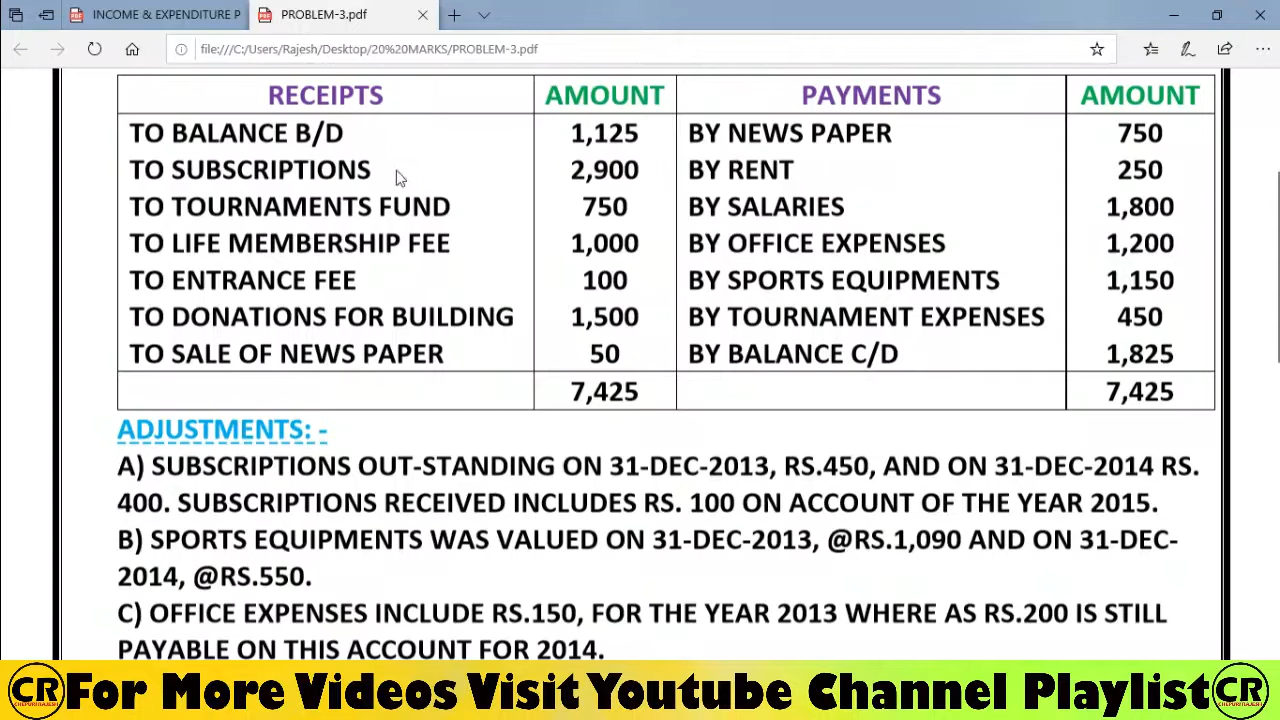 INCOME & EXPENDITURE P
PROBLEM-3.pdf
file:///C:/Users/Rajesh/Desktop/20%20MARKS/PROBLEM-3.pdf
RECEIPTS AMOUNT PAYMENTS AMOUNT
TO BALANCE B/D 1,125 BY NEWS PAPER 750
TO SUBSCRIPTIONS 2,900 BY RENT 250
TO TOURNAMENTS FUND 750 BY SALARIES 1,800
TO LIFE MEMBERSHIP FEE 1,000 BY OFFICE EXPENSES 1,200
TO ENTRANCE FEE 100 BY SPORTS EQUIPMENTS 1,150
TO DONATIONS FOR BUILDING 1,500 BY TOURNAMENT EXPENSES 450
TO SALE OF NEWS PAPER 50 BY BALANCE C/D 1,825
7,425 7,425
ADJUSTMENTS: -
A) SUBSCRIPTIONS OUT-STANDING ON 31-DEC-2013, RS.450, AND ON 31-DEC-2014 RS.
400. SUBSCRIPTIONS RECEIVED INCLUDES RS. 100 ON ACCOUNT OF THE YEAR 2015.
B) SPORTS EQUIPMENTS WAS VALUED ON 31-DEC-2013, @RS.1,090 AND ON 31-DEC-
2014, @RS.550.
C) OFFICE EXPENSES INCLUDE RS.150, FOR THE YEAR 2013 WHERE AS RS.200 IS STILL
PAYABLE ON THIS ACCOUNT FOR 2014.
CR For More Videos Visit Youtube Channel Playlist CR
CHEPURI RAJESH CHEPURI RAJESH